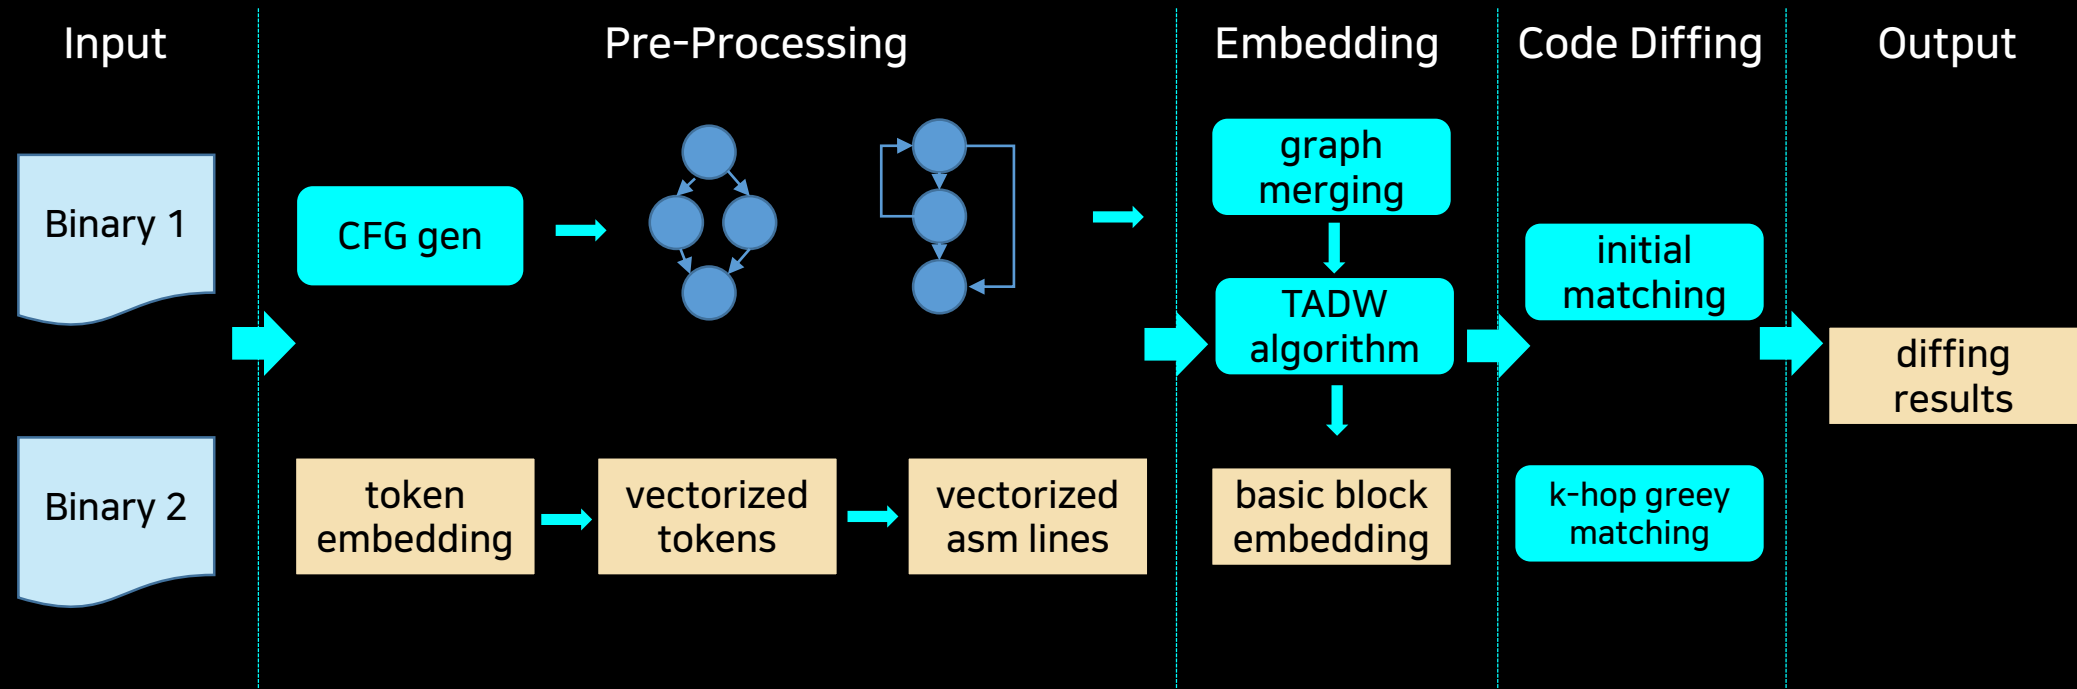 Input
Pre-Processing
Embedding
Code Diffing
Output
Binary 1
Binary 2
CFG gen
token
embedding
vectorized
tokens
vectorized
asm lines
graph
merging
TADW
algorithm
basic block
embedding
initial
matching
k-hop greey
matching
diffing
results